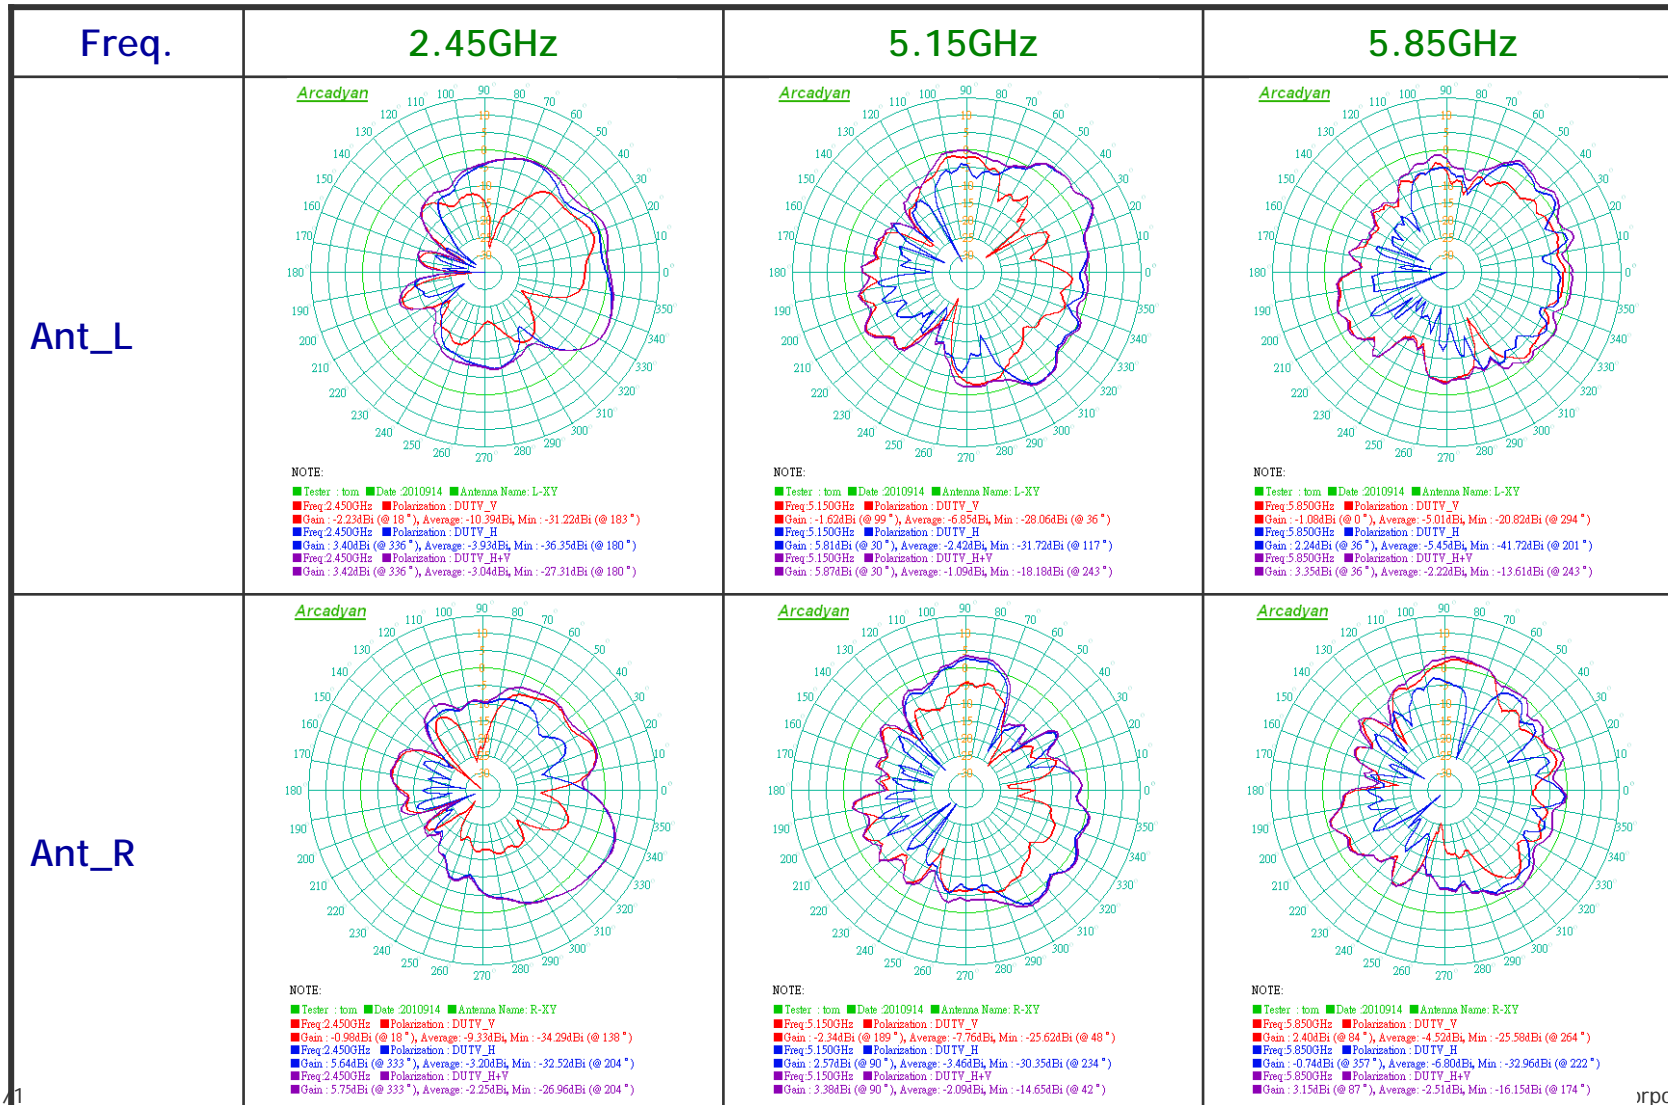 Freq. 2.45GHz 5.15GHz 5.85GHz
Ant_L
Arcadyan
NOTE:
Tester : tom Date :20100914 Antenna Name: L-XY
Freq:2.450GHz Polarization : DUTV_V
Gain : -2.23dBi (@ 18°), Average: -10.39dBi, Min : -31.22dBi (@ 183°)
Freq:2.450GHz Polarization : DUTV_H
Gain : 3.40dBi (@ 336°), Average: -3.93dBi, Min : -36.35dBi (@ 180°)
Freq:2.450GHz Polarization : DUTV_H+V
Gain : 3.42dBi (@ 336°), Average: -3.04dBi, Min : -27.31dBi (@ 180°)
Arcadyan
NOTE:
Tester : tom Date :20100914 Antenna Name: L-XY
Freq:5.150GHz Polarization : DUTV_V
Gain : -1.62dBi (@ 99°), Average: -6.85dBi, Min : -28.06dBi (@ 36°)
Freq:5.150GHz Polarization : DUTV_H
Gain : 5.81dBi (@ 30°), Average: -2.42dBi, Min : -31.72dBi (@ 117°)
Freq:5.150GHz Polarization : DUTV_H+V
Gain : 5.87dBi (@ 30°), Average: -1.09dBi, Min : -18.18dBi (@ 243°)
Arcadyan
NOTE:
Tester : tom Date :20100914 Antenna Name: L-XY
Freq:5.850GHz Polarization : DUTV_V
Gain : -1.08dBi (@ 0°), Average: -5.01dBi, Min : -20.82dBi (@ 294°)
Freq:5.850GHz Polarization : DUTV_H
Gain : 2.24dBi (@ 36°), Average: -5.45dBi, Min : -41.72dBi (@ 201°)
Freq:5.850GHz Polarization : DUTV_H+V
Gain : 3.35dBi (@ 36°), Average: -2.22dBi, Min : -13.61dBi (@ 243°)
Ant_R
Arcadyan
NOTE:
Tester : tom Date :20100914 Antenna Name: R-XY
Freq:2.450GHz Polarization : DUTV_V
Gain : -0.98dBi (@ 18°), Average: -9.33dBi, Min : -34.29dBi (@ 138°)
Freq:2.450GHz Polarization : DUTV_H
Gain : 5.64dBi (@ 333°), Average: -3.20dBi, Min : -32.52dBi (@ 204°)
Freq:2.450GHz Polarization : DUTV_H+V
Gain : 5.75dBi (@ 333°), Average: -2.25dBi, Min : -26.96dBi (@ 204°)
Arcadyan
NOTE:
Tester : tom Date :20100914 Antenna Name: R-XY
Freq:5.150GHz Polarization : DUTV_V
Gain : -2.34dBi (@ 189°), Average: -7.76dBi, Min : -25.62dBi (@ 48°)
Freq:5.150GHz Polarization : DUTV_H
Gain : 2.57dBi (@ 90°), Average: -3.46dBi, Min : -30.35dBi (@ 234°)
Freq:5.150GHz Polarization : DUTV_H+V
Gain : 3.38dBi (@ 90°), Average: -2.09dBi, Min : -14.65dBi (@ 42°)
Arcadyan
NOTE:
Tester : tom Date :20100914 Antenna Name: R-XY
Freq:5.850GHz Polarization : DUTV_V
Gain : 2.40dBi (@ 84°), Average: -4.52dBi, Min : -25.58dBi (@ 264°)
Freq:5.850GHz Polarization : DUTV_H
Gain : -0.74dBi (@ 357°), Average: -6.80dBi, Min : -32.96dBi (@ 222°)
Freq:5.850GHz Polarization : DUTV_H+V
Gain : 3.15dBi (@ 87°), Average: -2.51dBi, Min : -16.15dBi (@ 174°)